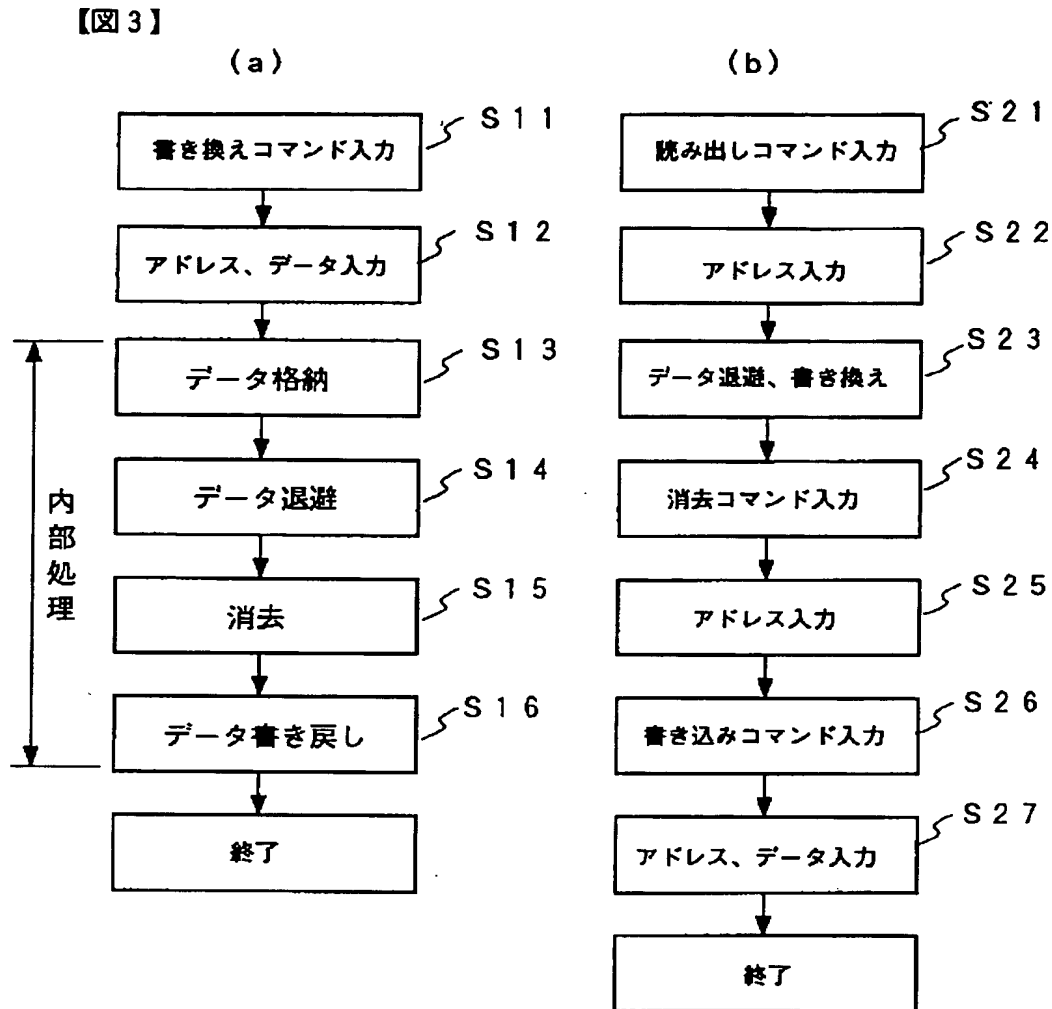 【図3】
(a)
書き換えコマンド入力
S11
アドレス、データ入力
S12
内部処理
データ格納
S13
データ退避
S14
消去
S15
データ書き戻し
S16
終了
(b)
読み出しコマンド入力
S21
アドレス入力
S22
データ退避、書き換え
S23
消去コマンド入力
S24
アドレス入力
S25
書き込みコマンド入力
S26
アドレス、データ入力
S27
終了